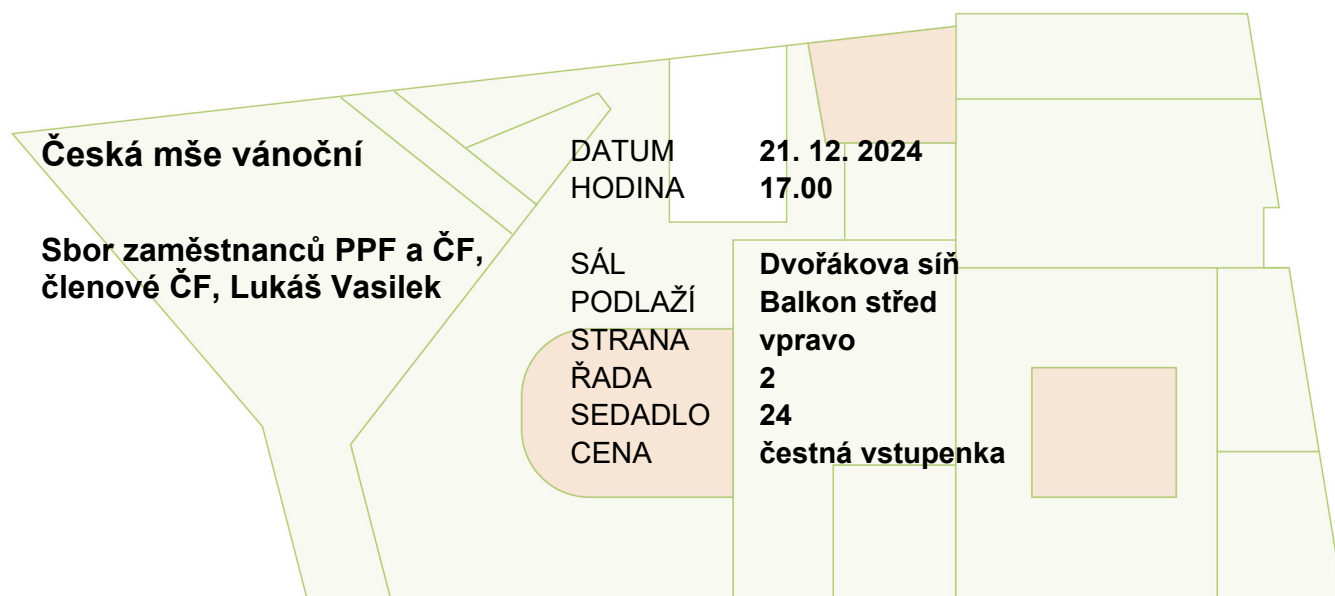 Česká mše vánoční
Sbor zaměstnanců PPF a ČF,
členové ČF, Lukáš Vasilek
DATUM 21. 12. 2024
HODINA 17.00
SÁL Dvořákova síň
PODLAŽÍ Balkon střed
STRANA vpravo
ŘADA 2
SEDADLO 24
CENA čestná vstupenka